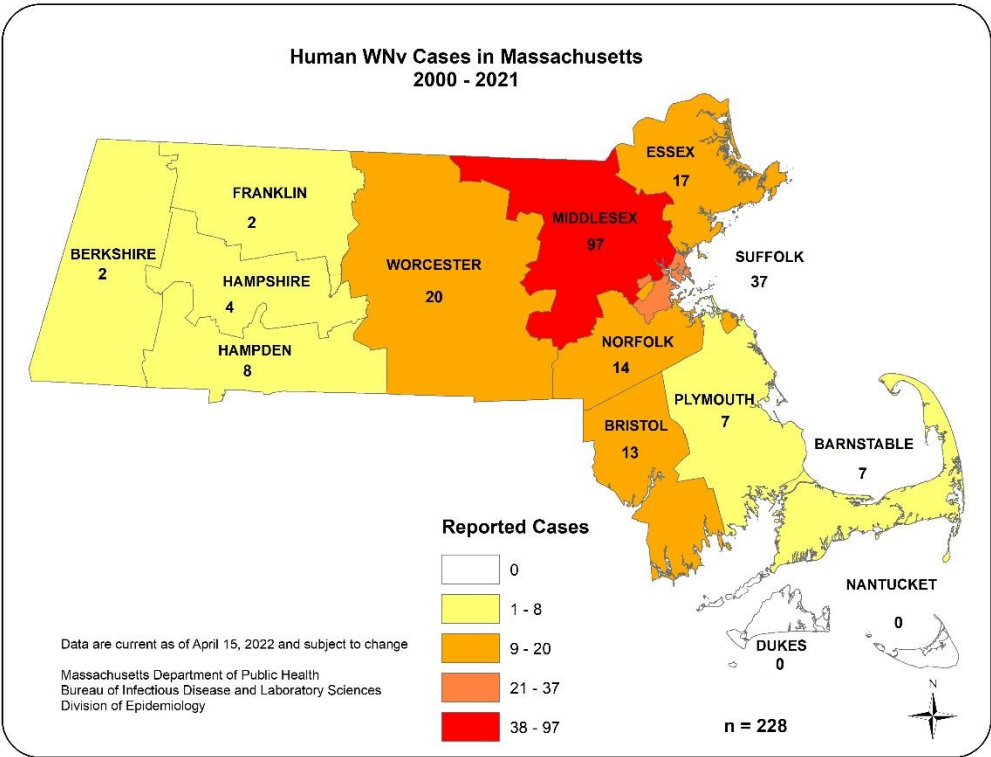 Human WNv Cases in Massachusetts
2000 - 2021
ESSEX
17
FRANKLIN
2
MIDDLESEX
97
BERKSHIRE
2
SUFFOLK
37
WORCESTER
20
HAMPSHIRE
4
NORFOLK
14
HAMPDEN
8
PLYMOUTH
7
BRISTOL
13
BARNSTABLE
7
NANTUCKET
0
DUKES
0
Reported Cases
0
1 - 8
9 - 20
21 - 37
38 - 97
Data are current as of April 15, 2022 and subject to change
Massachusetts Department of Public Health
Bureau of Infectious Disease and Laboratory Sciences
Division of Epidemiology
n = 228
N